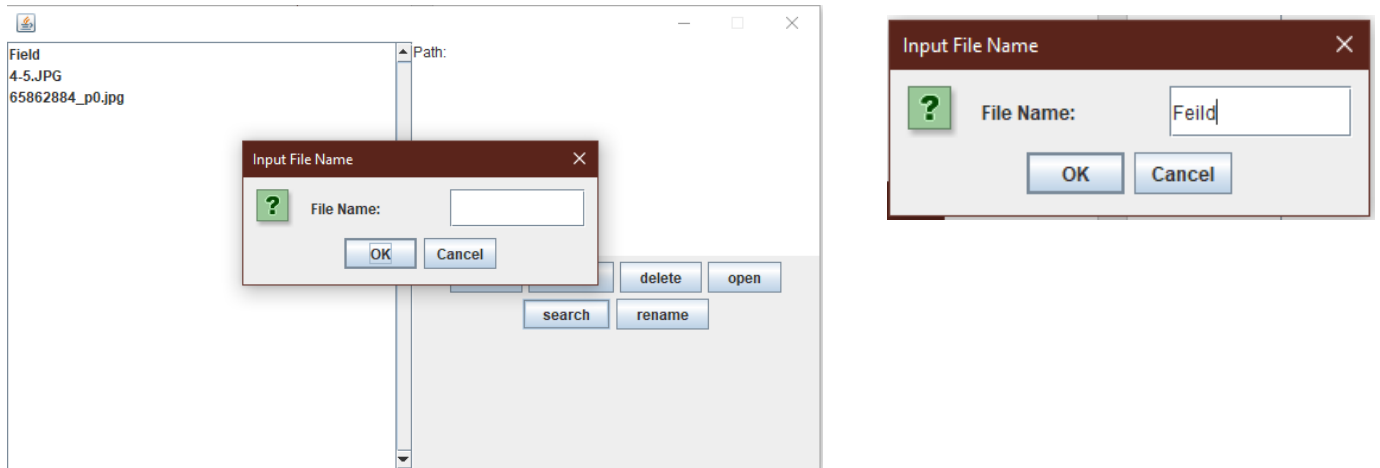 Field
4-5.JPG
65862884_p0.jpg
Path:
Input File Name
File Name:
OK Cancel
delete open
search rename
Input File Name
File Name: Feild
OK Cancel